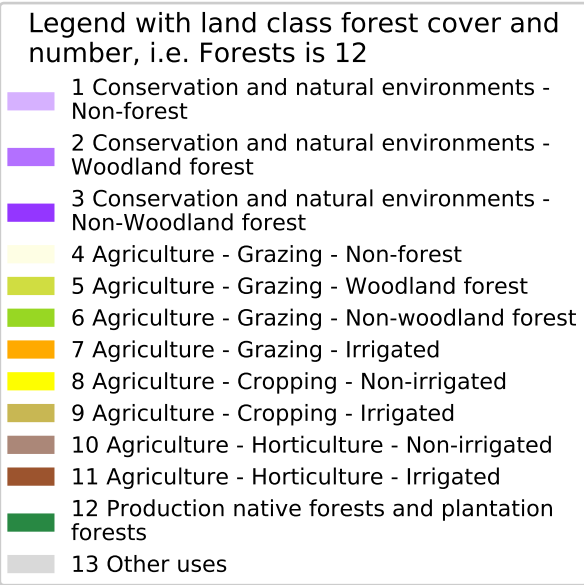 Legend with land class forest cover and
number, i.e. Forests is 12
1 Conservation and natural environments -
Non-forest
2 Conservation and natural environments -
Woodland forest
3 Conservation and natural environments -
Non-Woodland forest
4 Agriculture - Grazing - Non-forest
5 Agriculture - Grazing - Woodland forest
6 Agriculture - Grazing - Non-woodland forest
7 Agriculture - Grazing - Irrigated
8 Agriculture - Cropping - Non-irrigated
9 Agriculture - Cropping - Irrigated
10 Agriculture - Horticulture - Non-irrigated
11 Agriculture - Horticulture - Irrigated
12 Production native forests and plantation
forests
13 Other uses